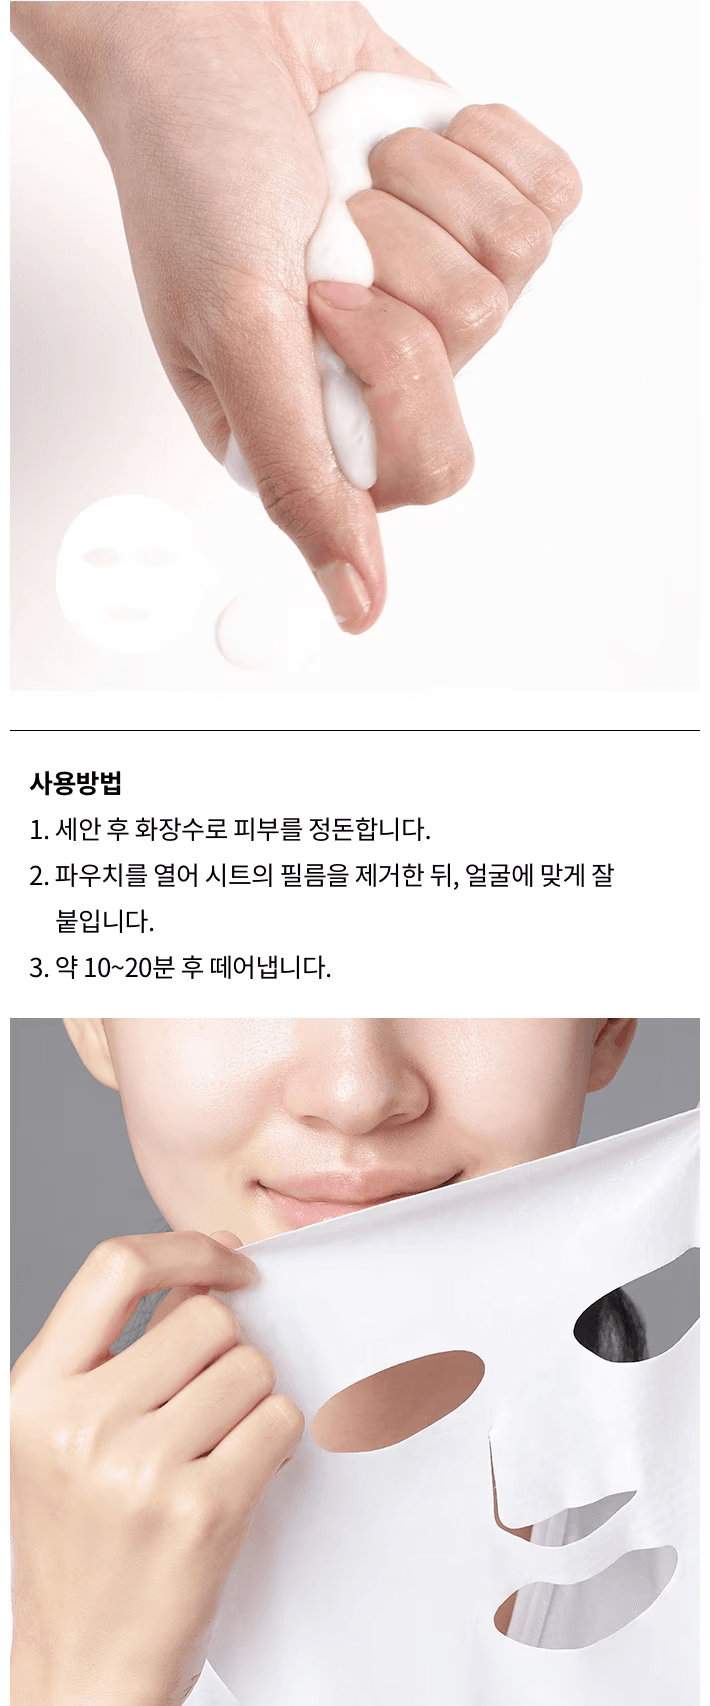 사용방법
1. 세안 후 화장수로 피부를 정돈합니다.
2. 파우치를 열어 시트의 필름을 제거한 뒤, 얼굴에 맞게 잘
붙입니다.
3. 약 10~20분 후 떼어냅니다.